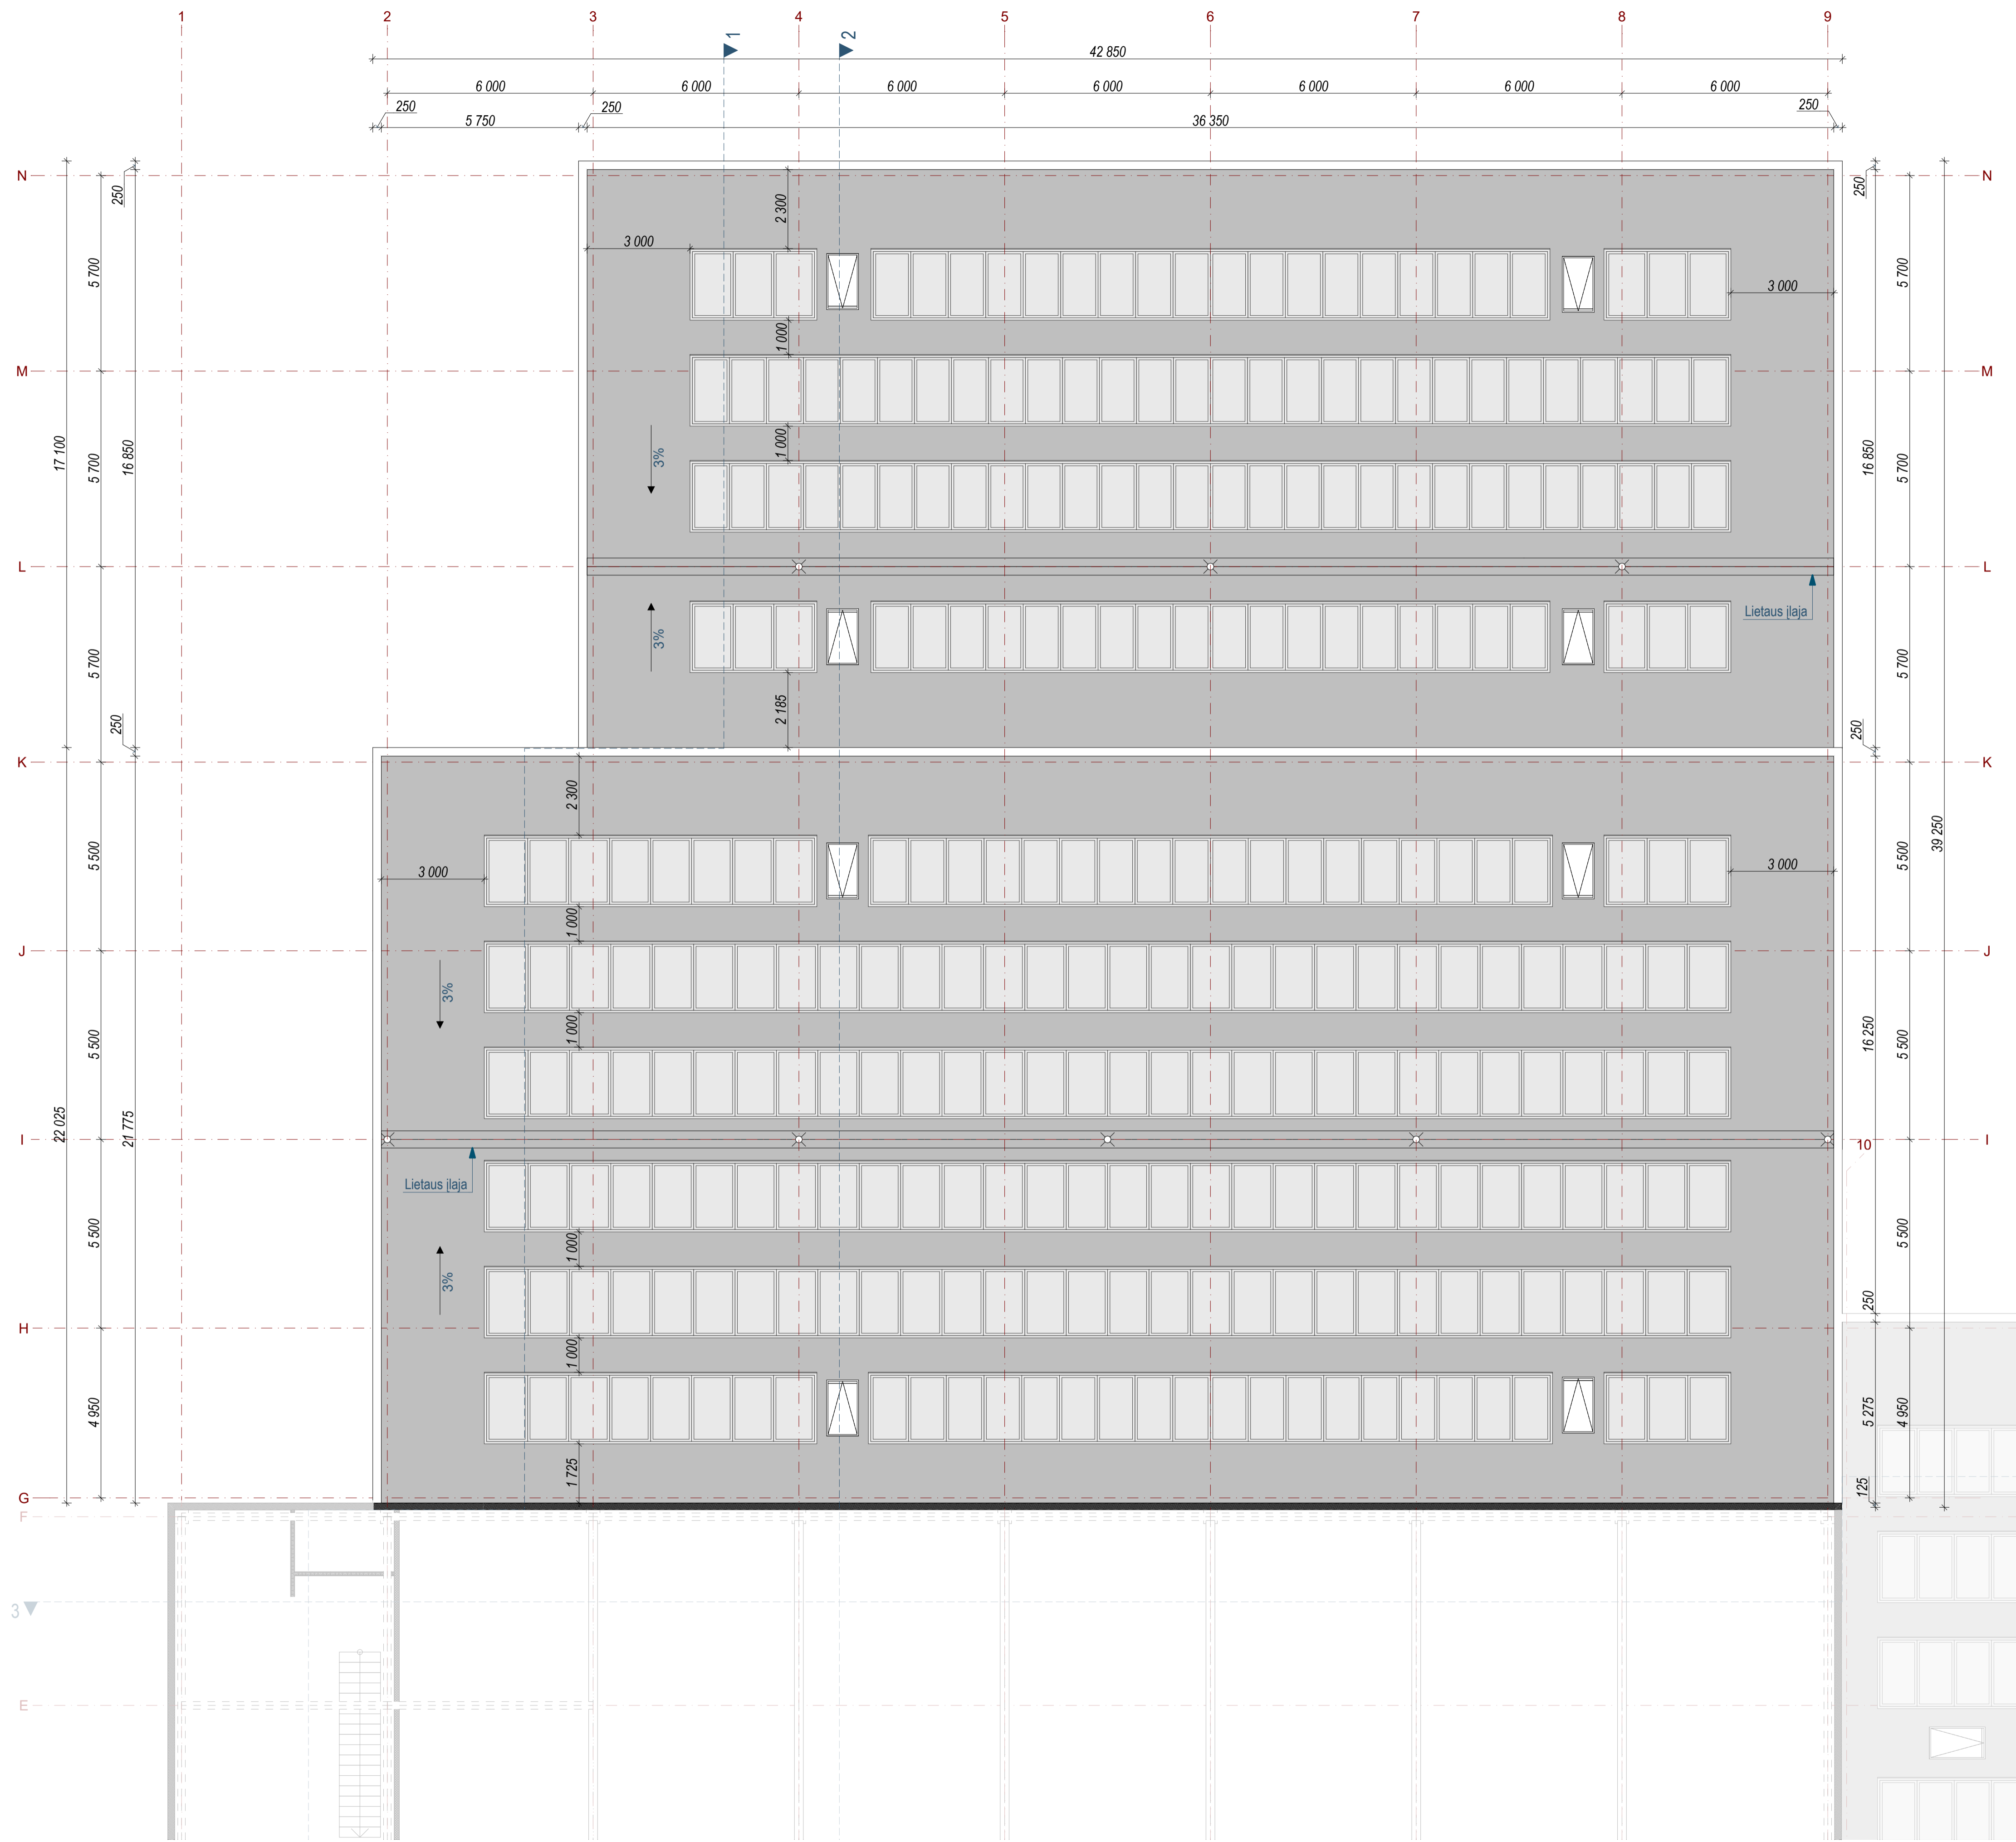 1 2 3 4 5 6 7 8 9
1 2
42 850
6 000 6 000 6 000 6 000 6 000 6 000 6 000
250 250 250
5 750 36 350
N N
250 250
2 300
3 000
5 700 5 700
3 000
1 000
M M
17 100
16 850 16 850
5 700 5 700
1 000
3%
L L
Lietaus įlaja
3%
5 700 5 700
2 185
250 250
K K
2 300
39 250
5 500 5 500
3 000 3 000
1 000
J J
3%
1 000
5 500 16 250 5 500
22 025
21 775
I I
10
Lietaus įlaja
5 500 5 500
1 000
3%
250
H H
1 000
4 950 5 275 4 950
1 725
125
G
F
3
E